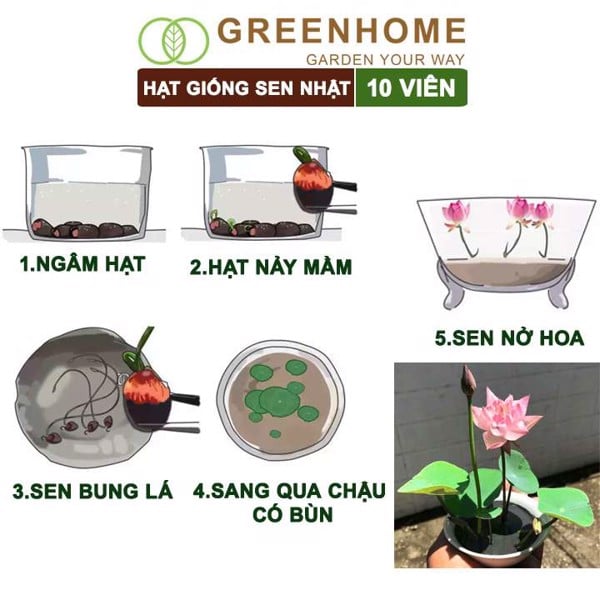 GREENHOME
GARDEN YOUR WAY
HẠT GIỐNG SEN NHẬT 10 VIÊN
1.NGÂM HẠT
2.HẠT NẢY MẦM
3.SEN BUNG LÁ
4.SANG QUA CHẬU
CÓ BÙN
5.SEN NỞ HOA